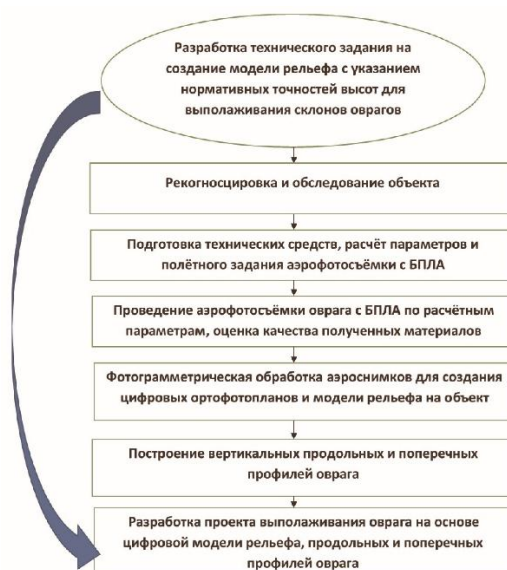 Разработка технического задания на
создание модели рельефа с указанием
нормативных точностей высот для
выполаживания склонов оврагов
Рекогносцировка и обследование объекта
Подготовка технических средств, расчёт параметров и
полётного задания аэрофотосъёмки с БПЛА
Проведение аэрофотосъёмки оврага с БПЛА по расчётным
параметрам, оценка качества полученных материалов
Фотограмметрическая обработка аэроснимков для создания
цифровых ортофотопланов и модели рельефа на объект
Построение вертикальных продольных и поперечных
профилей оврага
Разработка проекта выполаживания оврага на основе
цифровой модели рельефа, продольных и поперечных
профилей оврага